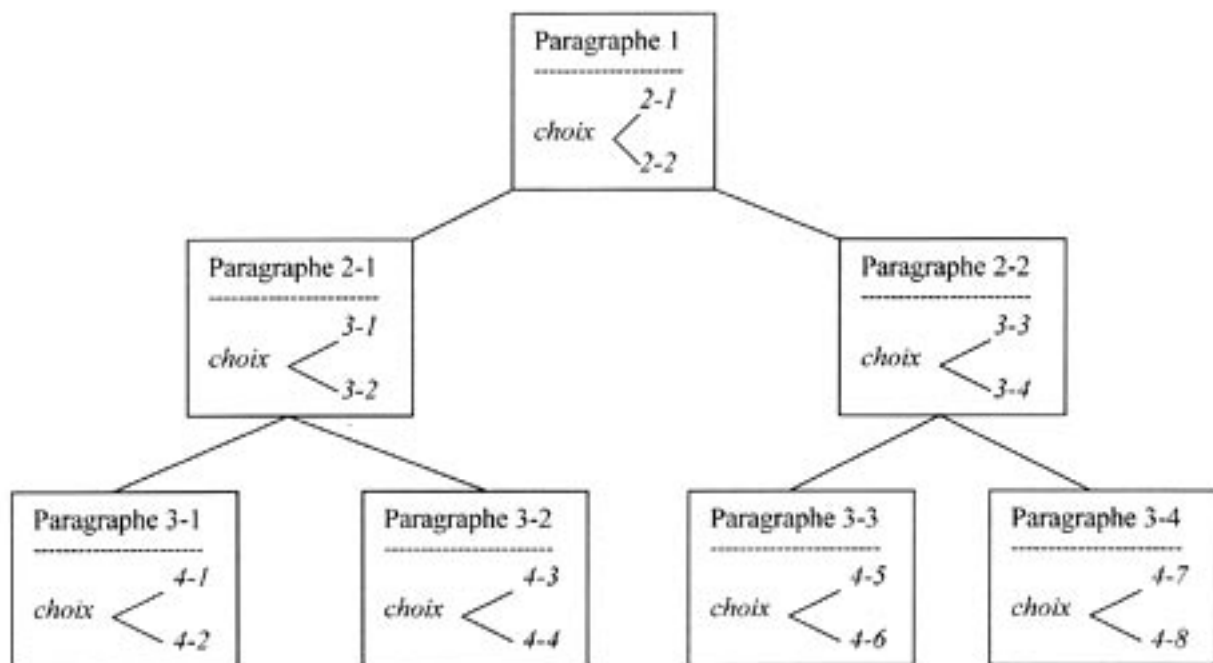 Paragraphe 1
2-1
choix
2-2
Paragraphe 2-1
3-1
choix
3-2
Paragraphe 2-2
3-3
choix
3-4
Paragraphe 3-1
4-1
choix
4-2
Paragraphe 3-2
4-3
choix
4-4
Paragraphe 3-3
4-5
choix
4-6
Paragraphe 3-4
4-7
choix
4-8